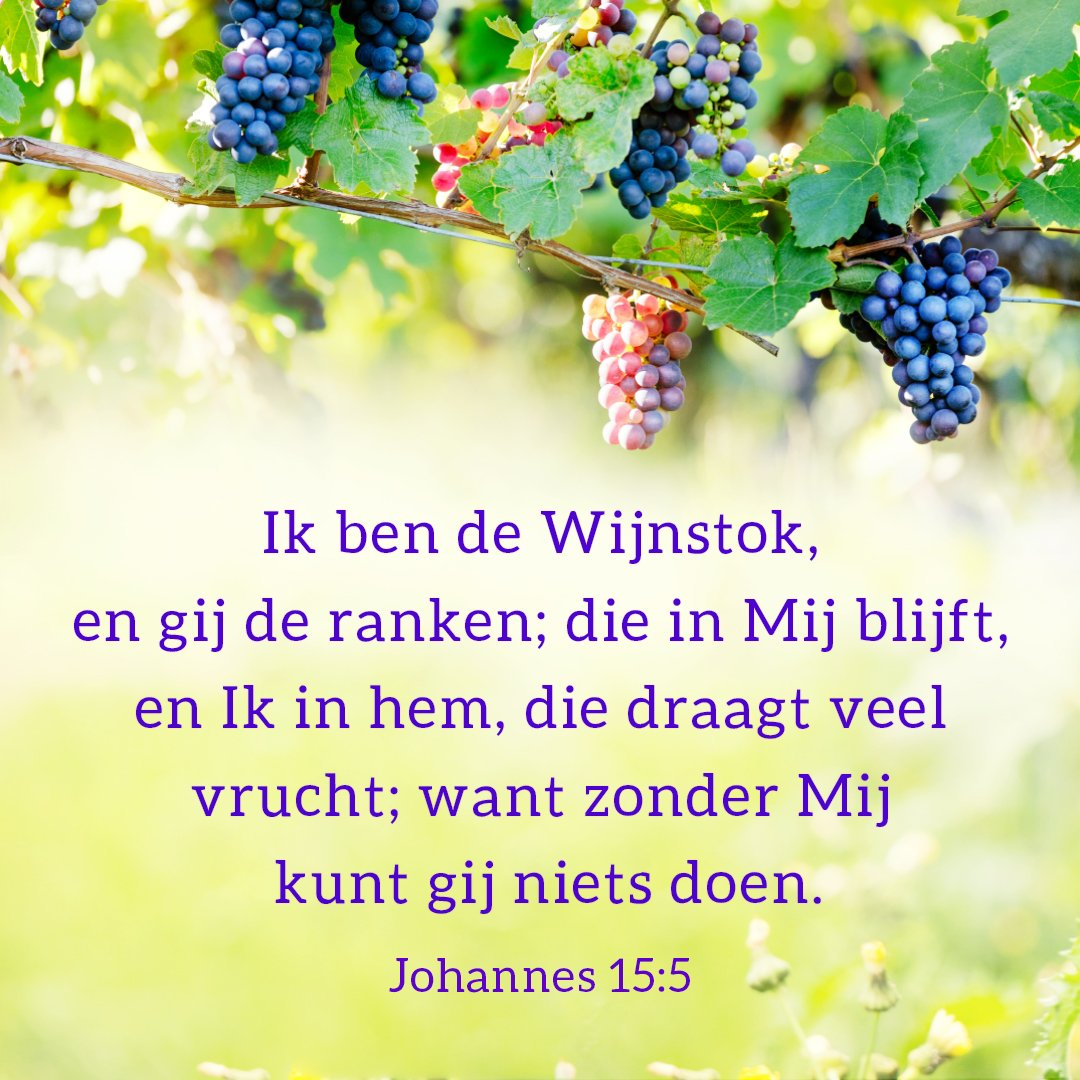 Ik ben de Wijnstok,
en gij de ranken; die in Mij blijft,
en Ik in hem, die draagt veel
vrucht; want zonder Mij
kunt gij niets doen.
Johannes 15:5